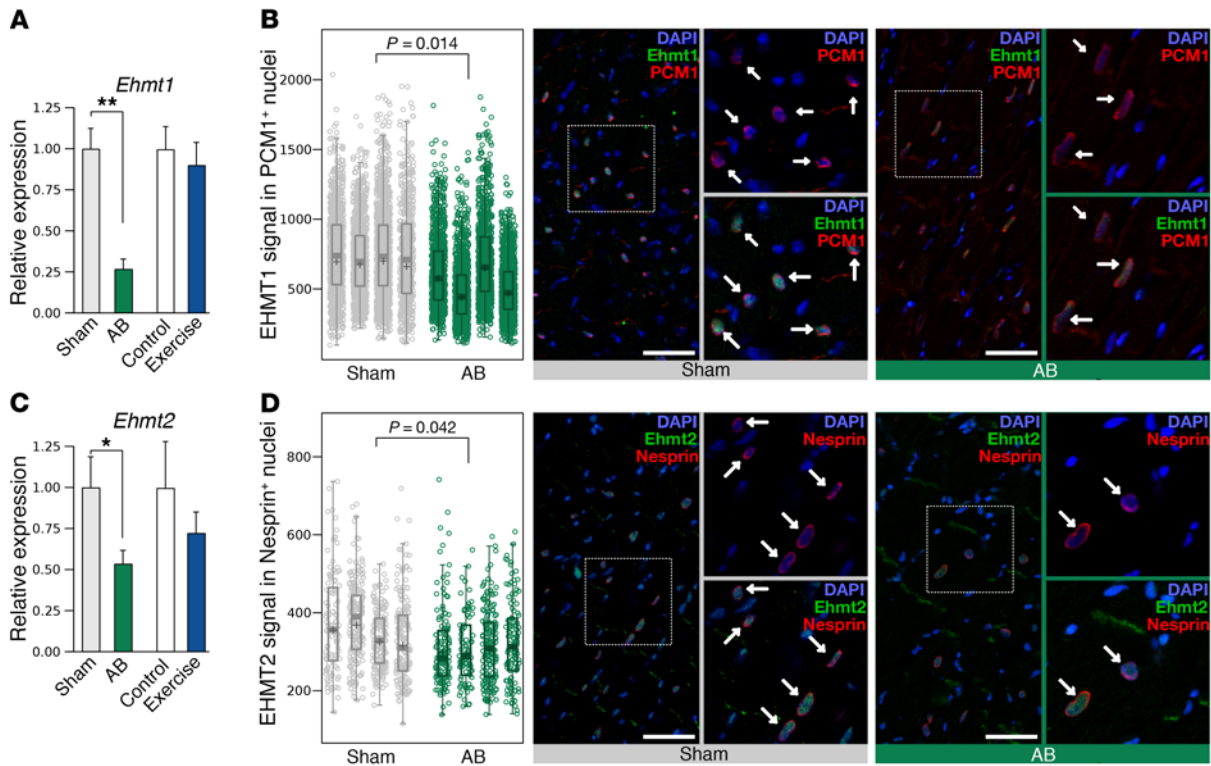 A
Ehmt1
Relative expression
1.25
1.00
0.75
0.50
0.25
0.00
**
Sham
AB
Control
Exercise
B
EHMT1 signal in PCM1+ nuclei
P = 0.014
2000
1500
1000
500
Sham
AB
DAPI
Ehmt1
PCM1
DAPI
PCM1
DAPI
Ehmt1
PCM1
Sham
DAPI
Ehmt1
PCM1
DAPI
PCM1
DAPI
Ehmt1
PCM1
AB
C
Ehmt2
Relative expression
1.25
1.00
0.75
0.50
0.25
0.00
*
Sham
AB
Control
Exercise
D
EHMT2 signal in Nesprin+ nuclei
P = 0.042
800
600
400
200
Sham
AB
DAPI
Ehmt2
Nesprin
DAPI
Nesprin
DAPI
Ehmt2
Nesprin
Sham
DAPI
Ehmt2
Nesprin
DAPI
Nesprin
DAPI
Ehmt2
Nesprin
AB